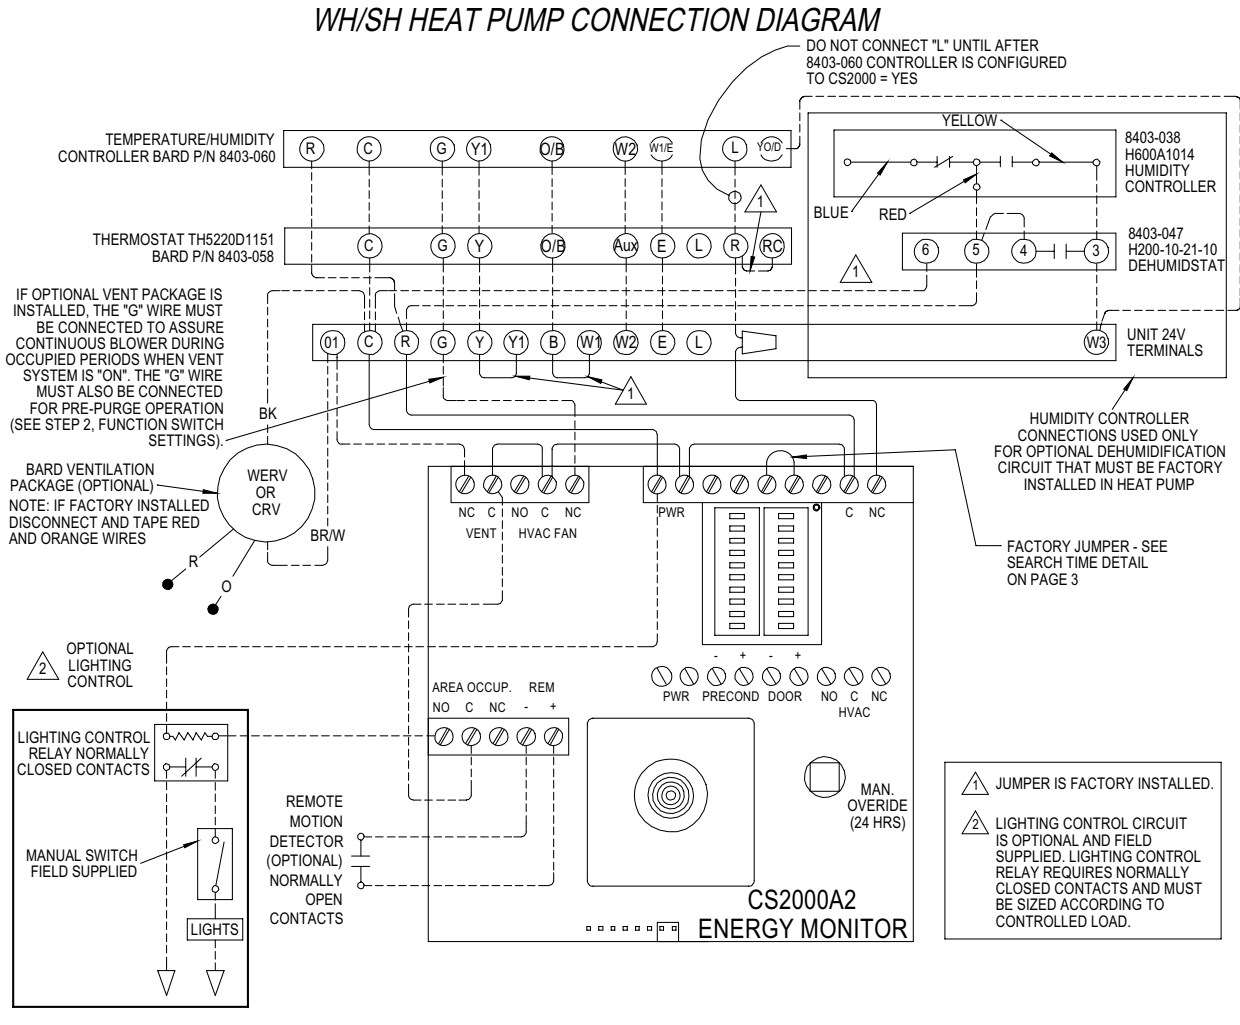 WH/SH HEAT PUMP CONNECTION DIAGRAM
DO NOT CONNECT "L" UNTIL AFTER
8403-060 CONTROLLER IS CONFIGURED
TO CS2000 = YES
TEMPERATURE/HUMIDITY
CONTROLLER BARD P/N 8403-060
R C G Y1 O/B W2 W1/E L YO/D
YELLOW
BLUE
RED
8403-038
H600A1014
HUMIDITY
CONTROLLER
1
THERMOSTAT TH5220D1151
BARD P/N 8403-058
C G Y O/B Aux E L R RC
6 5 4 3
8403-047
H200-10-21-10
DEHUMIDSTAT
1
IF OPTIONAL VENT PACKAGE IS
INSTALLED, THE "G" WIRE MUST
BE CONNECTED TO ASSURE
CONTINUOUS BLOWER DURING
OCCUPIED PERIODS WHEN VENT
SYSTEM IS "ON". THE "G" WIRE
MUST ALSO BE CONNECTED
FOR PRE-PURGE OPERATION
(SEE STEP 2, FUNCTION SWITCH
SETTINGS).
01 C R G Y Y1 B W1 W2 E L W3
UNIT 24V
TERMINALS
1
BK
HUMIDITY CONTROLLER
CONNECTIONS USED ONLY
FOR OPTIONAL DEHUMIDIFICATION
CIRCUIT THAT MUST BE FACTORY
INSTALLED IN HEAT PUMP
BARD VENTILATION
PACKAGE (OPTIONAL)
NOTE: IF FACTORY INSTALLED
DISCONNECT AND TAPE RED
AND ORANGE WIRES
WERV
OR
CRV
BR/W
R
O
NC C NO C NC
VENT HVAC FAN
PWR C NC
FACTORY JUMPER - SEE
SEARCH TIME DETAIL
ON PAGE 3
- + - +
PWR PRECOND DOOR NO C NC
HVAC
2
OPTIONAL
LIGHTING
CONTROL
AREA OCCUP. REM
NO C NC - +
LIGHTING CONTROL
RELAY NORMALLY
CLOSED CONTACTS
MANUAL SWITCH
FIELD SUPPLIED
LIGHTS
REMOTE
MOTION
DETECTOR
(OPTIONAL)
NORMALLY
OPEN
CONTACTS
MAN.
OVERIDE
(24 HRS)
CS2000A2
ENERGY MONITOR
1 JUMPER IS FACTORY INSTALLED.
2 LIGHTING CONTROL CIRCUIT
IS OPTIONAL AND FIELD
SUPPLIED. LIGHTING CONTROL
RELAY REQUIRES NORMALLY
CLOSED CONTACTS AND MUST
BE SIZED ACCORDING TO
CONTROLLED LOAD.